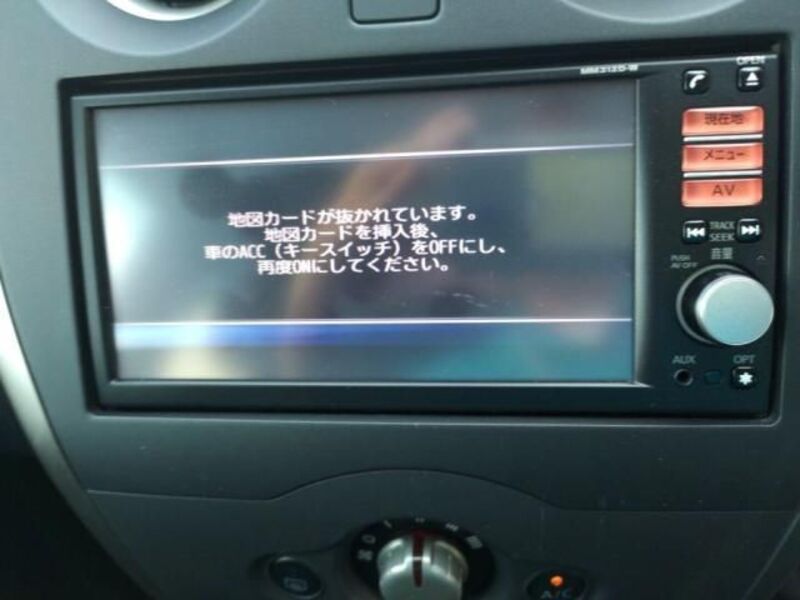 MM312D-W
OPEN
現在地
メニュー
AV
TRACK
SEEK
音量
PUSH
AV OFF
AUX
OPT
地図カードが抜かれています。
地図カードを挿入後、
車のACC（キースイッチ）をOFFにし、
再度ONにしてください。
A/C